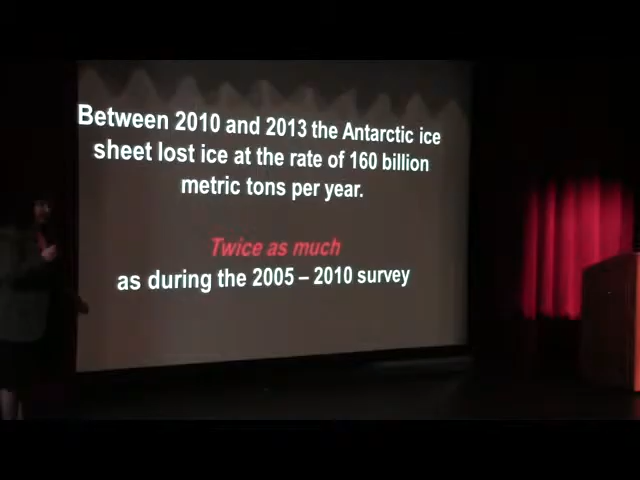 Between 2010 and 2013 the Antarctic ice
sheet lost ice at the rate of 160 billion
metric tons per year.
Twice as much
as during the 2005 – 2010 survey